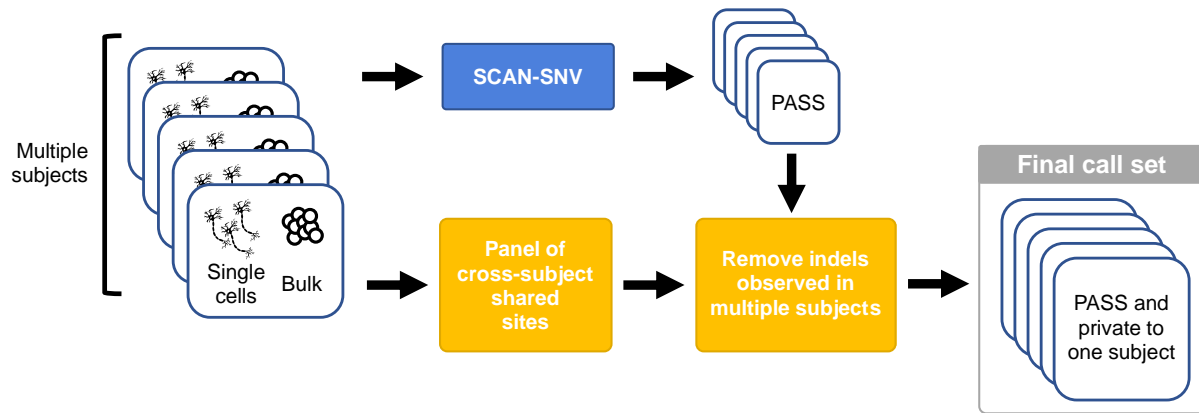 Multiple
subjects
Single
cells
Bulk
SCAN-SNV
PASS
Panel of
cross-subject
shared
sites
Remove indels
observed in
multiple subjects
Final call set
PASS and
private to
one subject